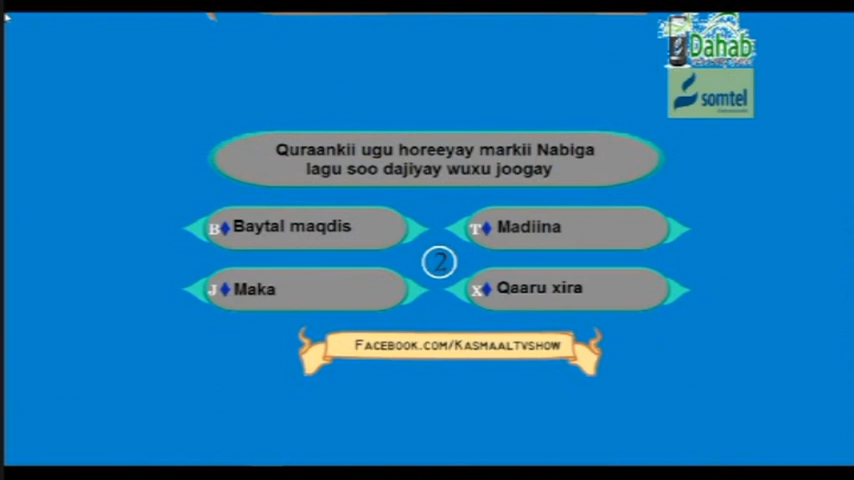 Dahab
somtel
Quraankii ugu horeeyay markii Nabiga
lagu soo dajiyay wuxu joogay
B Baytal maqdis
T Madiina
2
J Maka
X Qaaru xira
FACEBOOK.COM/KASMAALTVSHOW